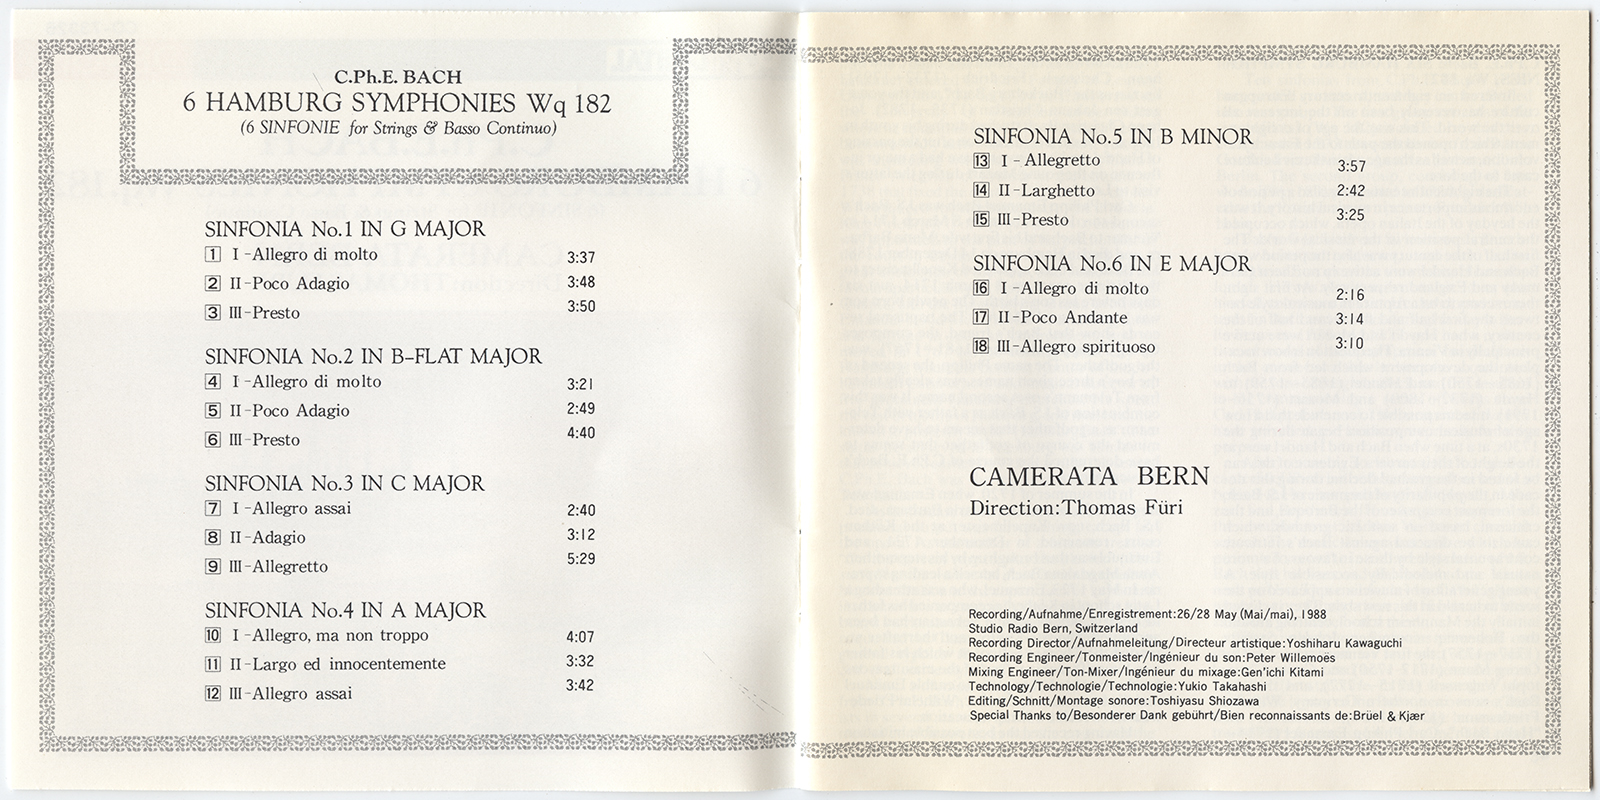 C.Ph.E. BACH
6 HAMBURG SYMPHONIES Wq 182
(6 SINFONIE for Strings & Basso Continuo)
SINFONIA No.1 IN G MAJOR
1 I-Allegro di molto 3:37
2 II-Poco Adagio 3:48
3 III-Presto 3:50
SINFONIA No.2 IN B-FLAT MAJOR
4 I-Allegro di molto 3:21
5 II-Poco Adagio 2:49
6 III-Presto 4:40
SINFONIA No.3 IN C MAJOR
7 I-Allegro assai 2:40
8 II-Adagio 3:12
9 III-Allegretto 5:29
SINFONIA No.4 IN A MAJOR
10 I-Allegro, ma non troppo 4:07
11 II-Largo ed innocentemente 3:32
12 III-Allegro assai 3:42
SINFONIA No.5 IN B MINOR
13 I-Allegretto 3:57
14 II-Larghetto 2:42
15 III-Presto 3:25
SINFONIA No.6 IN E MAJOR
16 I-Allegro di molto 2:16
17 II-Poco Andante 3:14
18 III-Allegro spirituoso 3:10
CAMERATA BERN
Direction:Thomas Füri
Recording/Aufnahme/Enregistrement:26/28 May (Mai/mai), 1988
Studio Radio Bern, Switzerland
Recording Director/Aufnahmeleitung/Directeur artistique:Yoshiharu Kawaguchi
Recording Engineer/Tonmeister/Ingénieur du son:Peter Willemoës
Mixing Engineer/Ton-Mixer/Ingénieur du mixage:Gen'ichi Kitami
Technology/Technologie/Technologie:Yukio Takahashi
Editing/Schnitt/Montage sonore:Toshiyasu Shiozawa
Special Thanks to/Besonderer Dank gebührt/Bien reconnaissants de:Brüel & Kjær